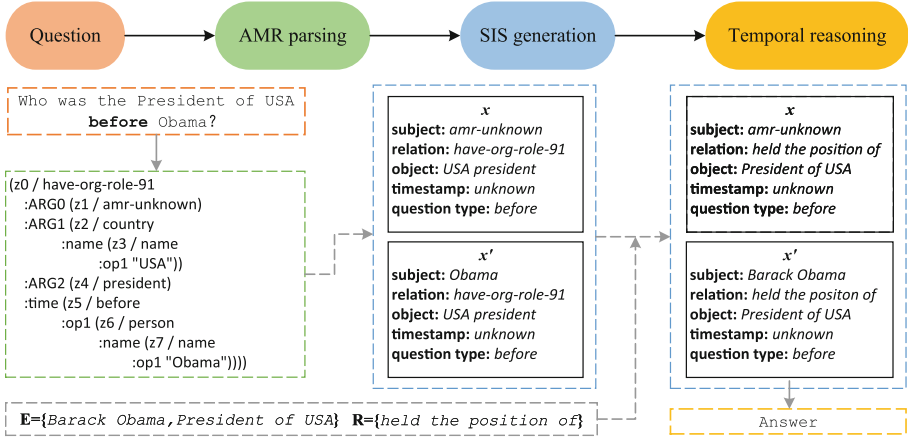 Question
AMR parsing
SIS generation
Temporal reasoning
Who was the President of USA
before Obama?
(z0 / have-org-role-91
:ARG0 (z1 / amr-unknown)
:ARG1 (z2 / country
:name (z3 / name
:op1 "USA"))
:ARG2 (z4 / president)
:time (z5 / before
:op1 (z6 / person
:name (z7 / name
:op1 "Obama"))))
x
subject: amr-unknown
relation: have-org-role-91
object: USA president
timestamp: unknown
question type: before
x′
subject: Obama
relation: have-org-role-91
object: USA president
timestamp: unknown
question type: before
x
subject: amr-unknown
relation: held the position of
object: President of USA
timestamp: unknown
question type: before
x′
subject: Barack Obama
relation: held the positon of
object: President of USA
timestamp: unknown
question type: before
E={Barack Obama,President of USA} R={held the position of}
Answer